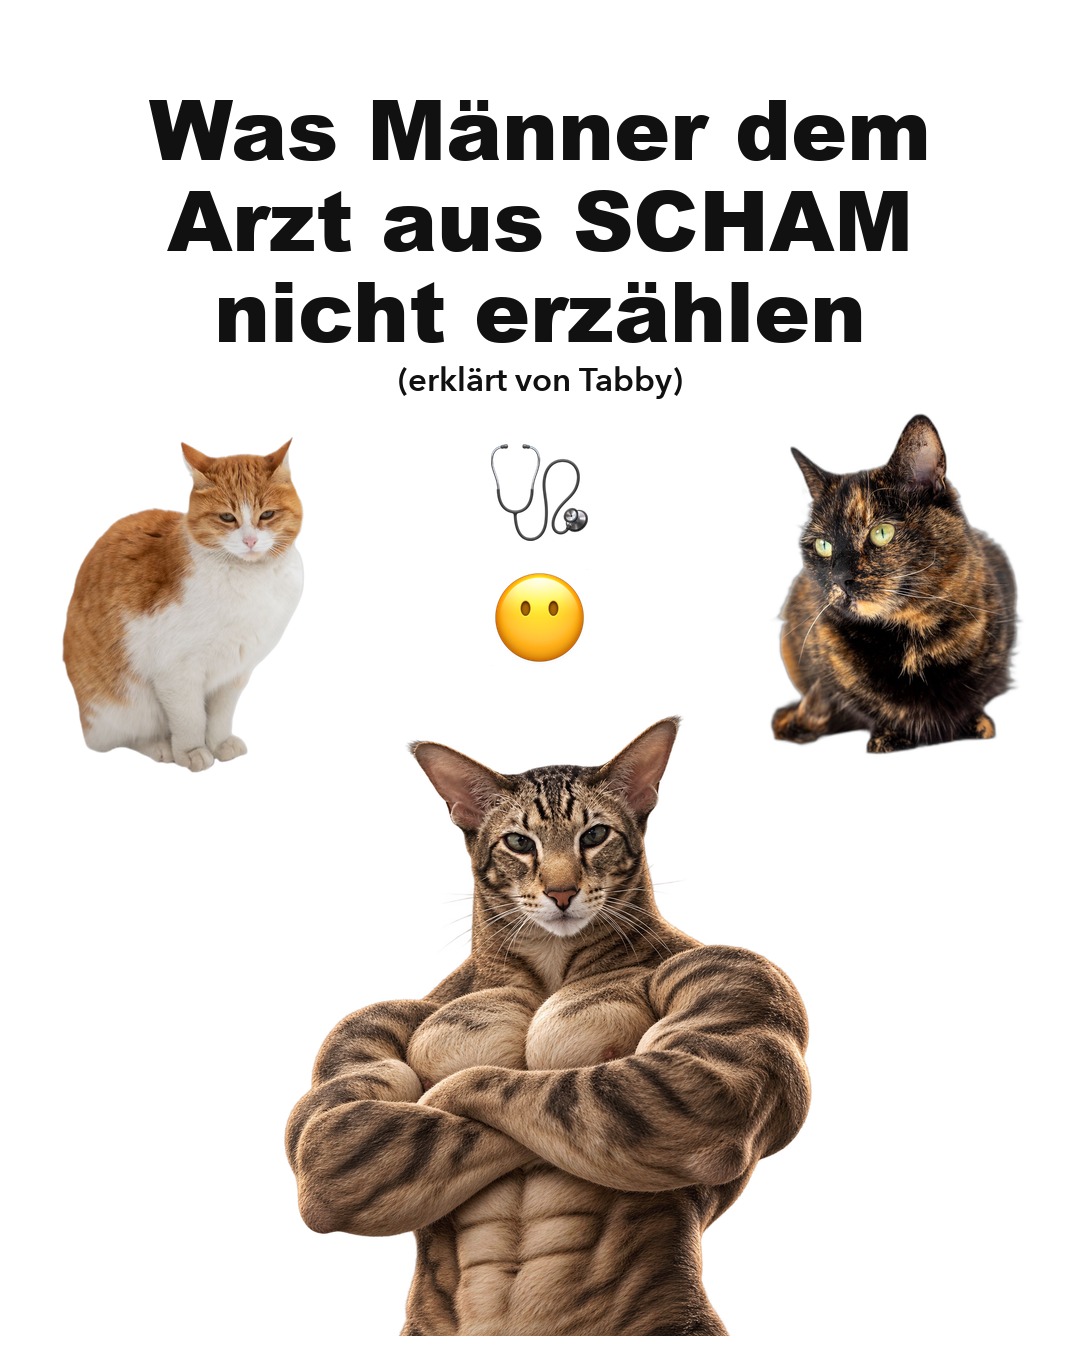 Was Männer dem
Arzt aus SCHAM
nicht erzählen
(erklärt von Tabby)